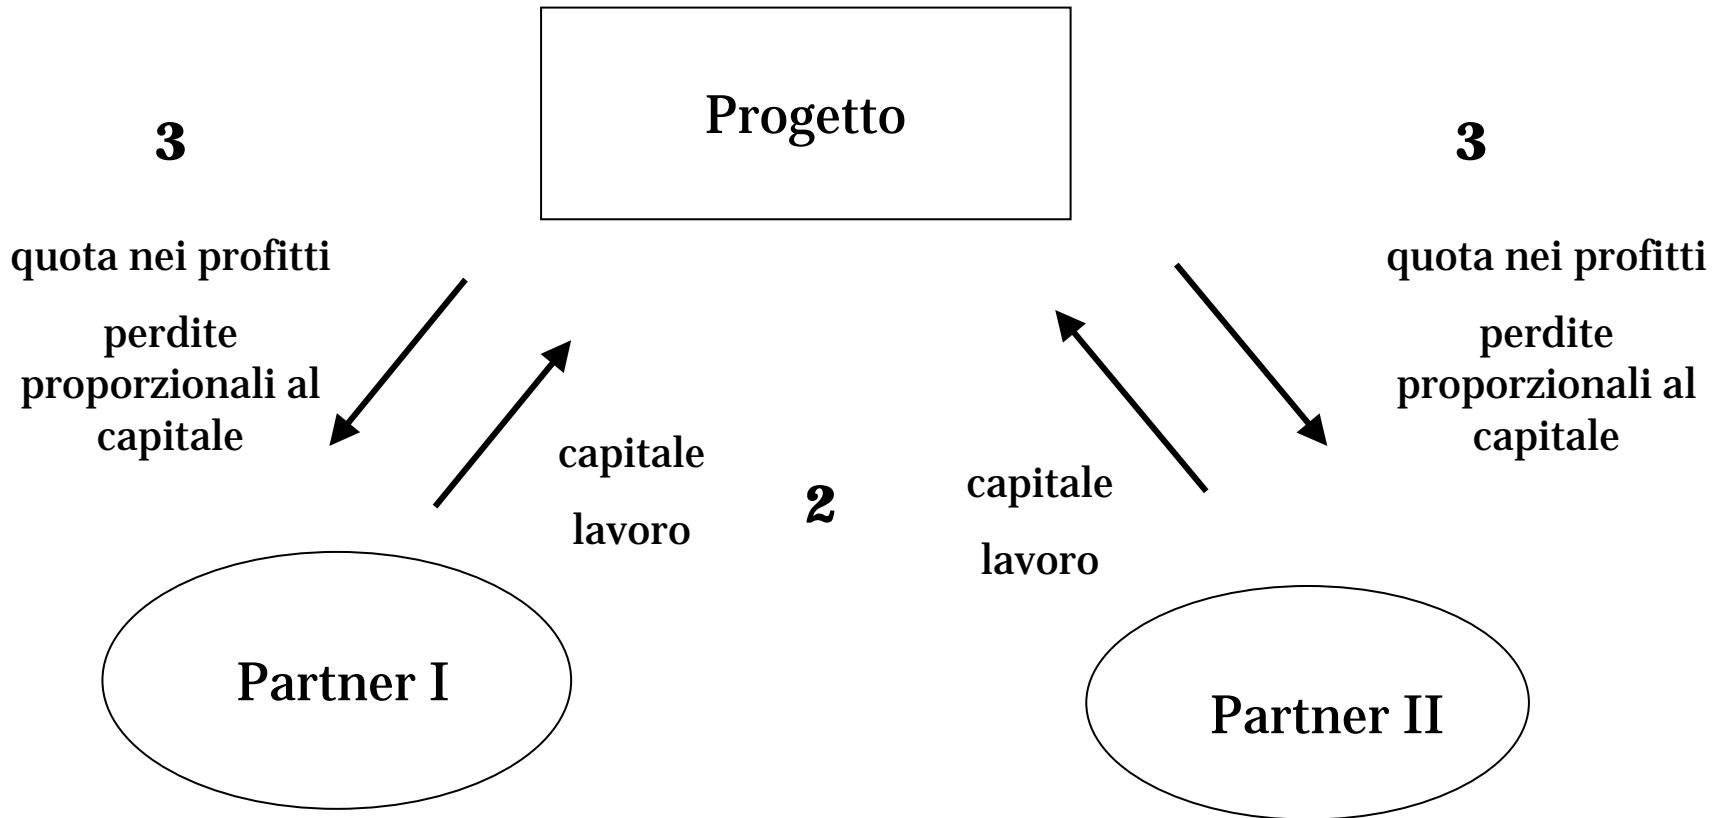 Progetto
3
3
quota nei profitti
perdite
proporzionali al
capitale
quota nei profitti
perdite
proporzionali al
capitale
capitale
lavoro
2
capitale
lavoro
Partner I
Partner II